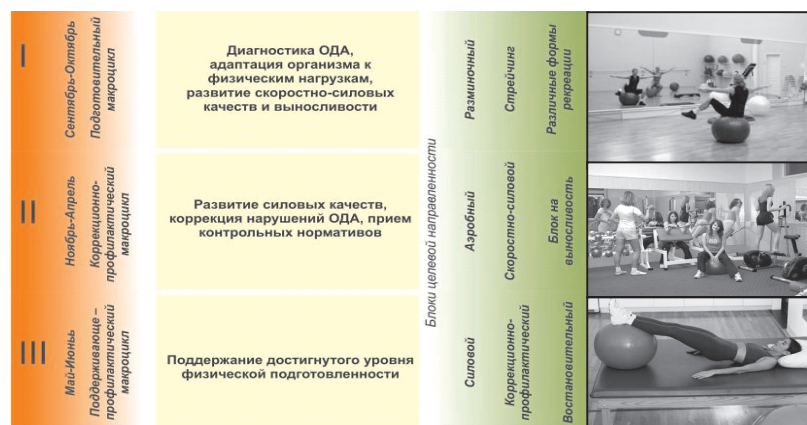 I
Сентябрь-Октябрь
Подготовительный
макроцикл
Диагностика ОДА,
адаптация организма к
физическим нагрузкам,
развитие скоростно-силовых
качеств и выносливости
Разминочный
Стрейчинг
Различные формы
рекреации
II
Ноябрь-Апрель
Коррекционно-
профилактический
макроцикл
Развитие силовых качеств,
коррекция нарушений ОДА, прием
контрольных нормативов
Блоки целевой направленности
Аэробный
Скоростно-силовой
Блок на
выносливость
III
Май-Июньь
Поддерживающе –
профилактический
макроцикл
Поддержание достигнутого уровня
физической подготовленности
Силовой
Коррекционно-
профилактический
Востановительный